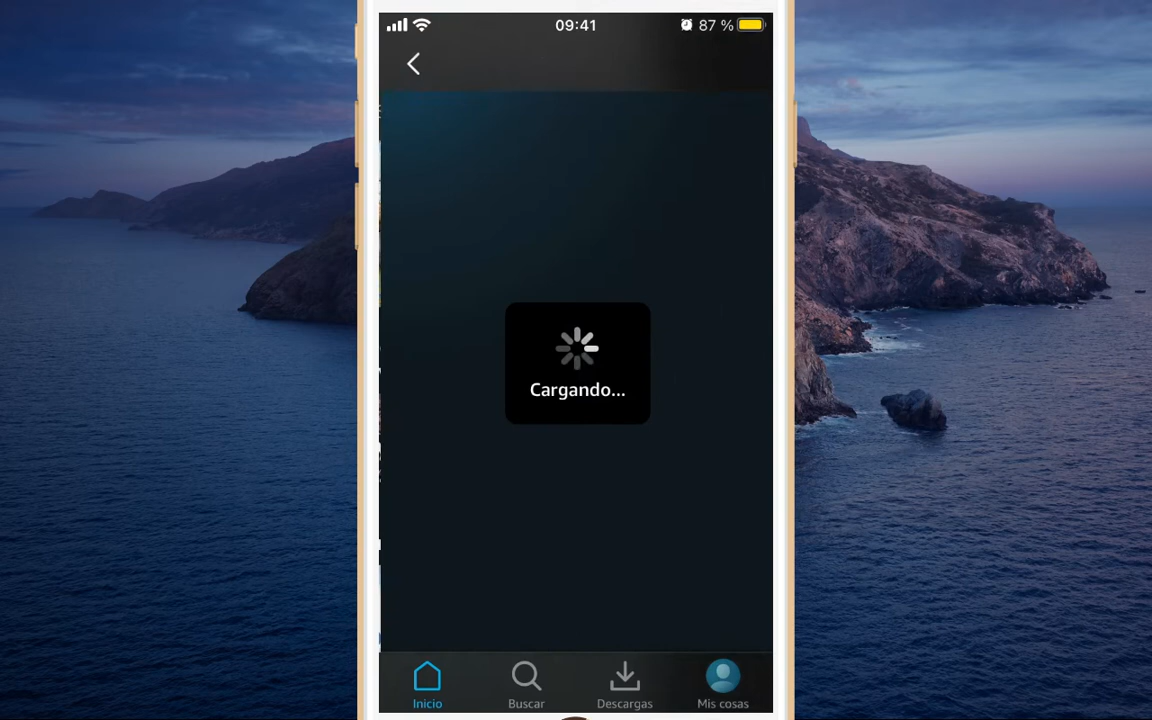 09:41
87 %
Cargando...
Inicio
Buscar
Descargas
Mis cosas